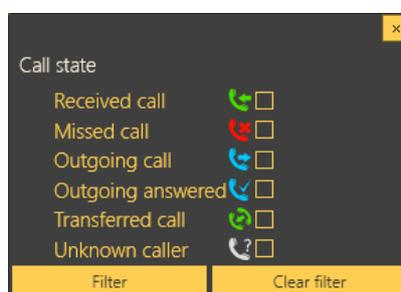 ×
Call state
Received call
Missed call
Outgoing call
Outgoing answered
Transferred call
Unknown caller
Filter
Clear filter